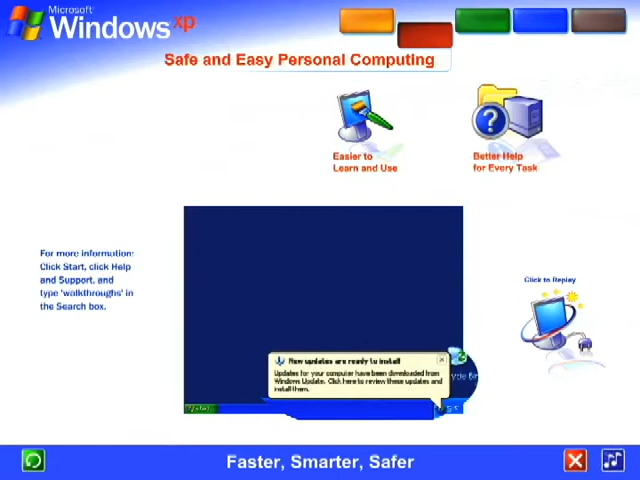 Microsoft
Windows xp
Safe and Easy Personal Computing
Easier to
Learn and Use
Better Help
for Every Task
For more information:
Click Start, click Help
and Support, and
type 'walkthroughs' in
the Search box.
Click to Replay
New updates are ready to install
Updates for your computer have been downloaded from
Windows Update. Click here to review these updates and
install them.
Faster, Smarter, Safer